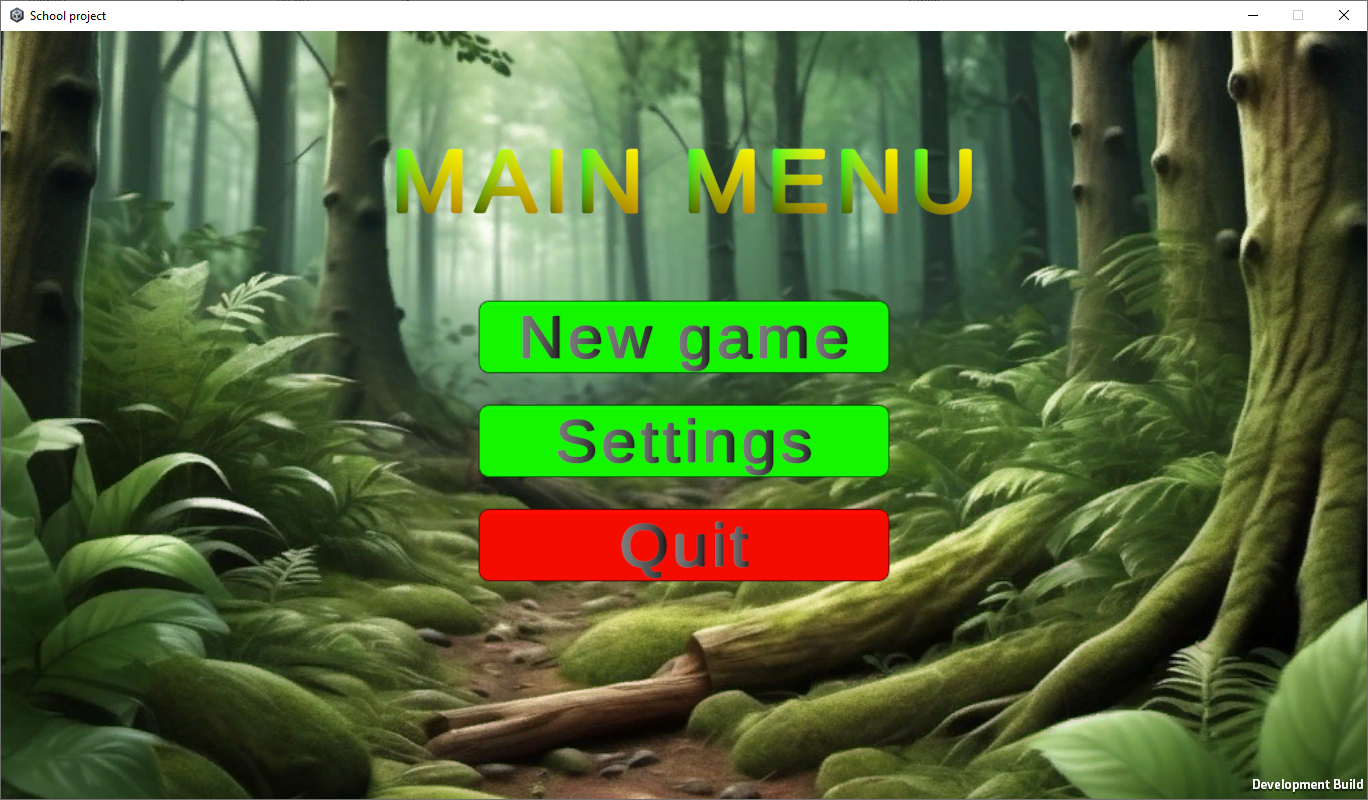 School project
MAIN MENU
New game
Settings
Quit
Development Build